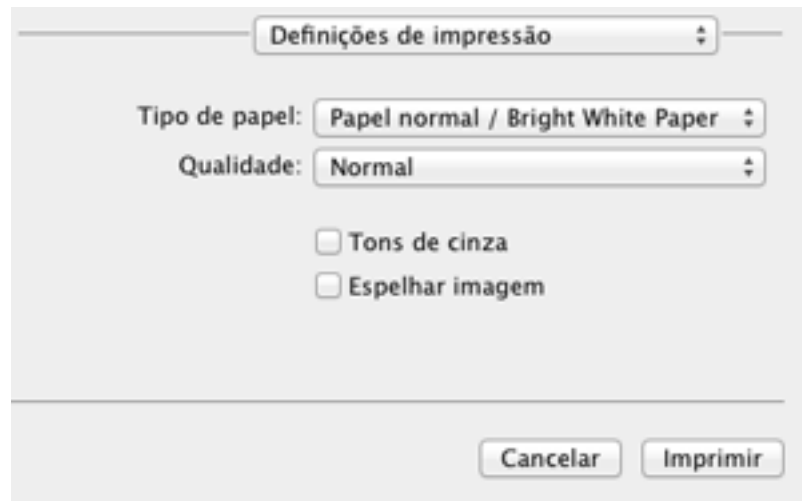 Definições de impressão
Tipo de papel: Papel normal / Bright White Paper
Qualidade: Normal
Tons de cinza
Espelhar imagem
Cancelar Imprimir